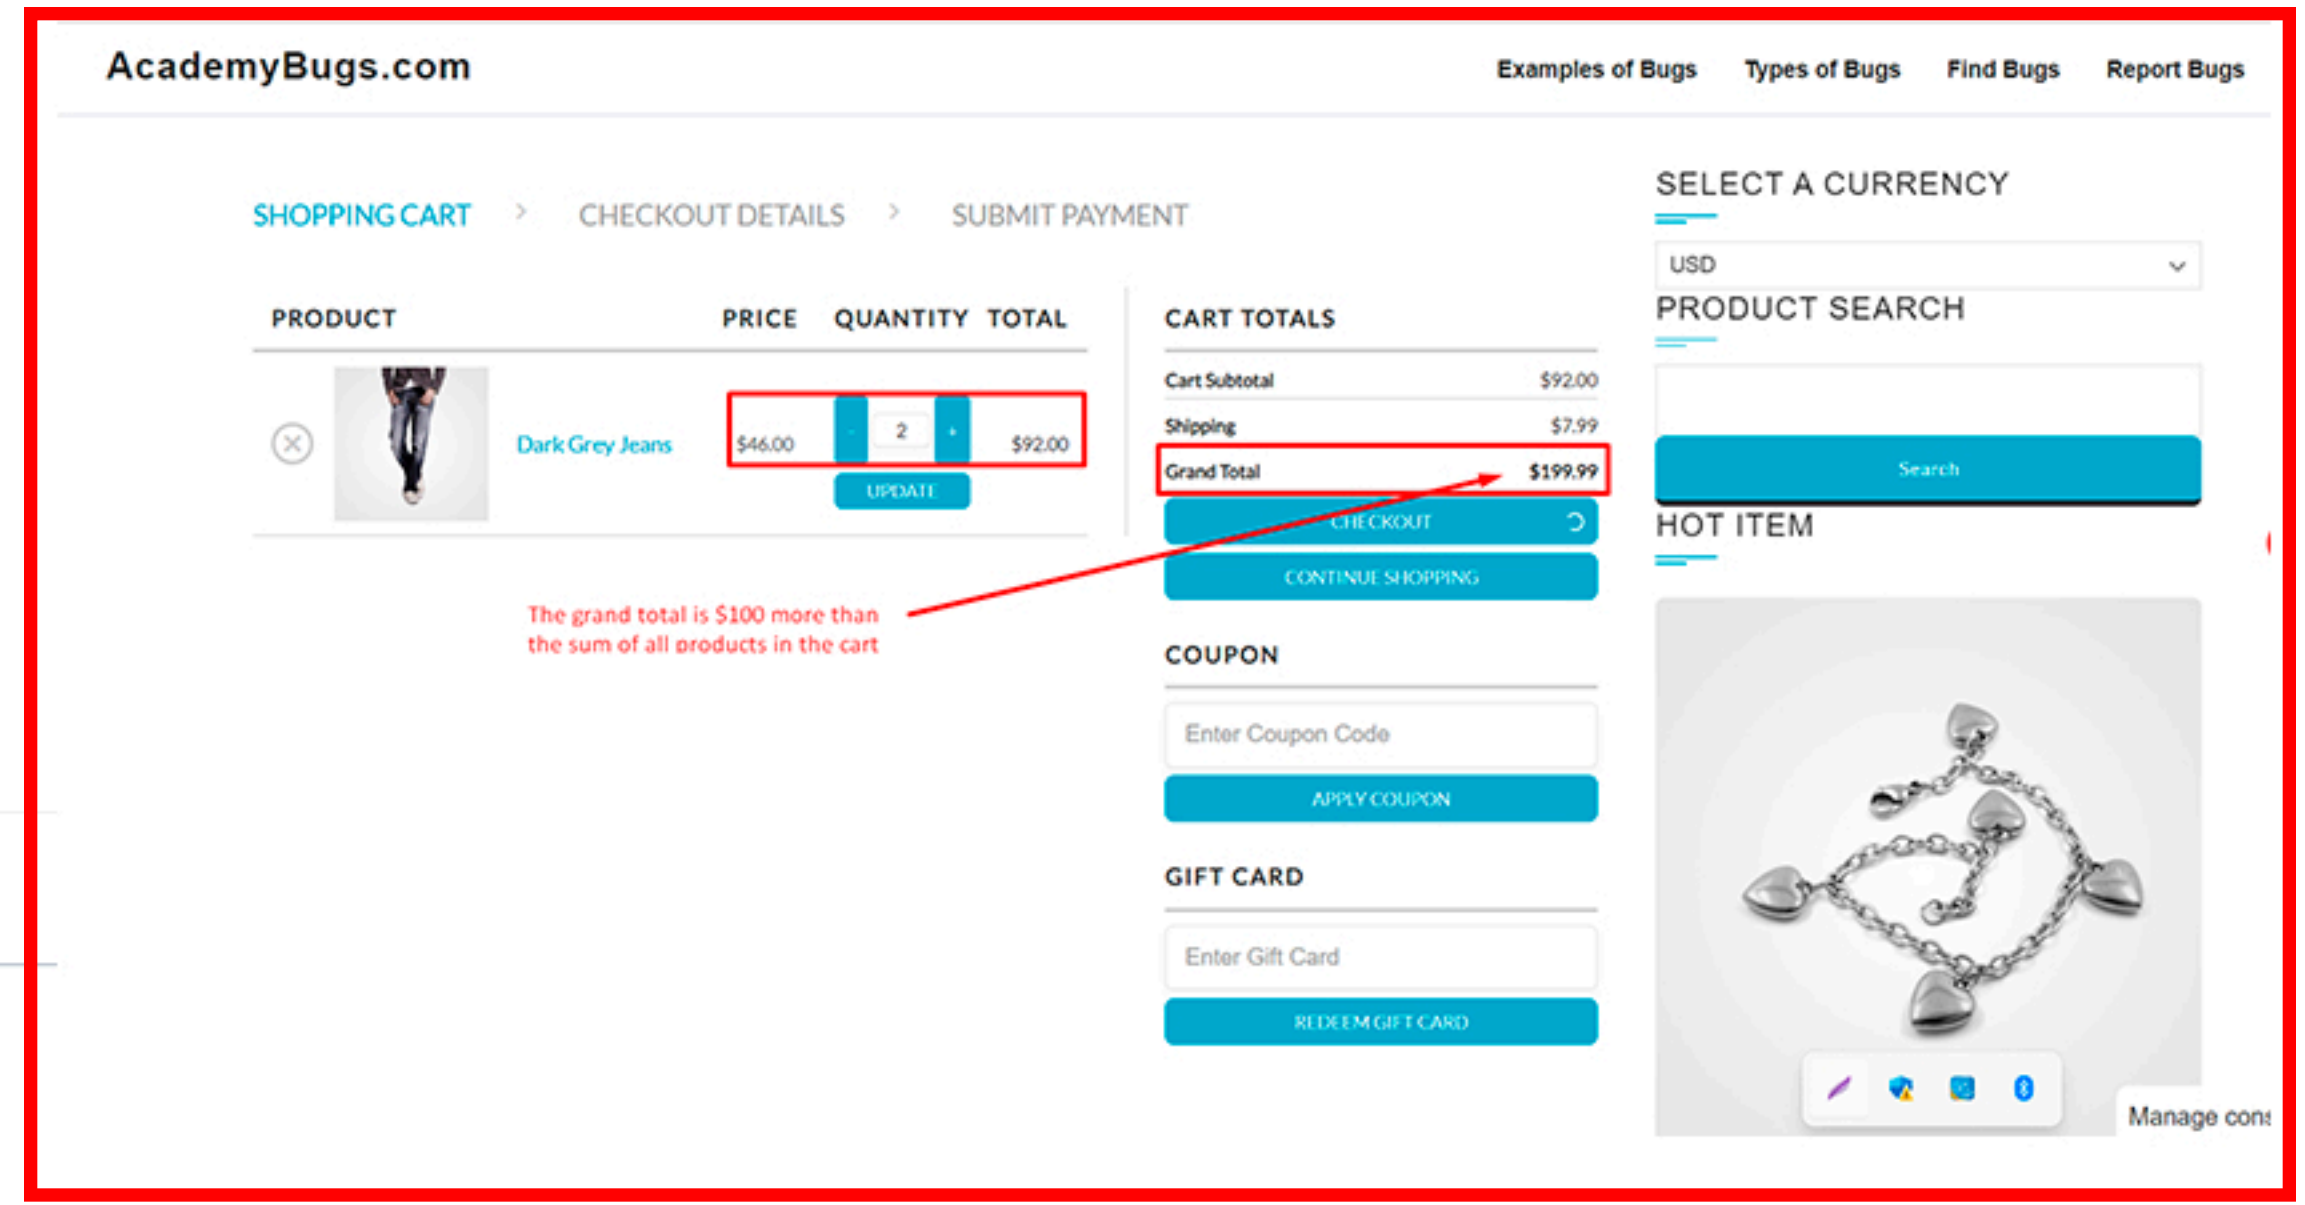 AcademyBugs.com
Examples of Bugs Types of Bugs Find Bugs Report Bugs
SHOPPING CART > CHECKOUT DETAILS > SUBMIT PAYMENT
PRODUCT PRICE QUANTITY TOTAL
Dark Grey Jeans $46.00 - 2 + $92.00
UPDATE
The grand total is $100 more than
the sum of all products in the cart
CART TOTALS
Cart Subtotal $92.00
Shipping $7.99
Grand Total $199.99
CHECKOUT
CONTINUE SHOPPING
COUPON
Enter Coupon Code
APPLY COUPON
GIFT CARD
Enter Gift Card
REDEEM GIFT CARD
SELECT A CURRENCY
USD
PRODUCT SEARCH
Search
HOT ITEM
Manage cons